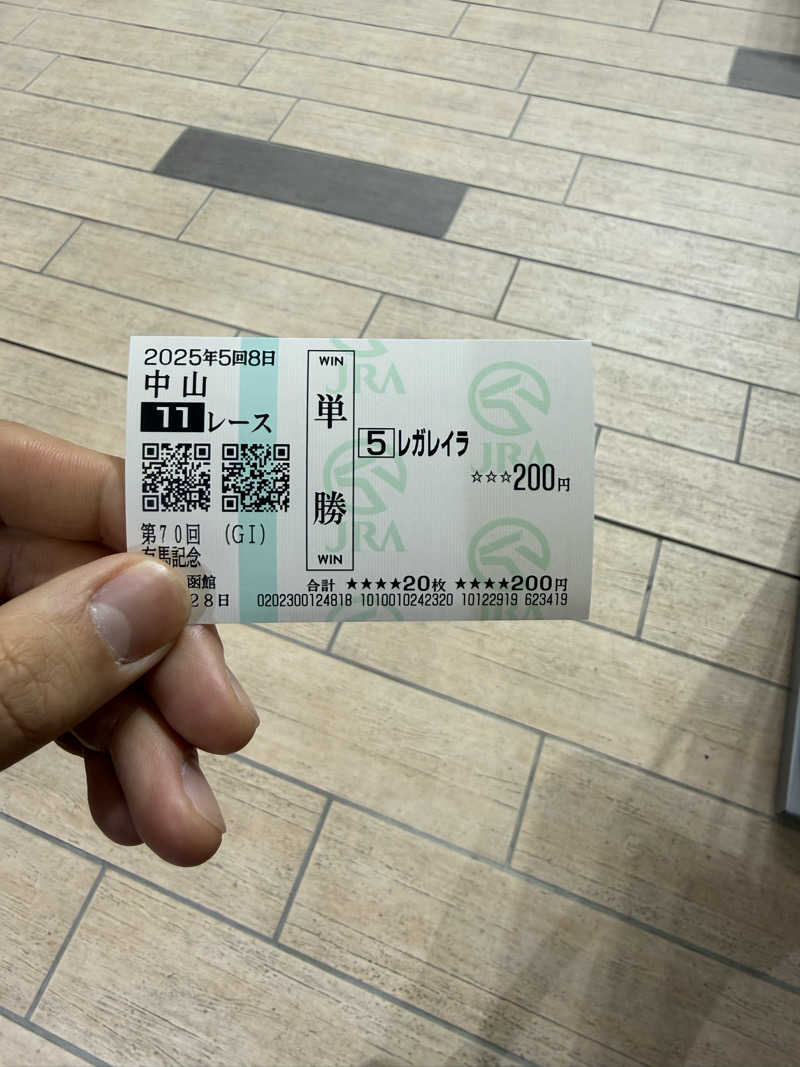 2025年5回8日
中山
11レース
第70回 (GI)
有馬記念
函館
28日
WIN
単勝
WIN
5 レガレイラ
☆☆☆200円
合計 ★★★★20枚 ★★★★200円
0202300124818 1010010242320 10122919 623419
JRA
JRA
JRA